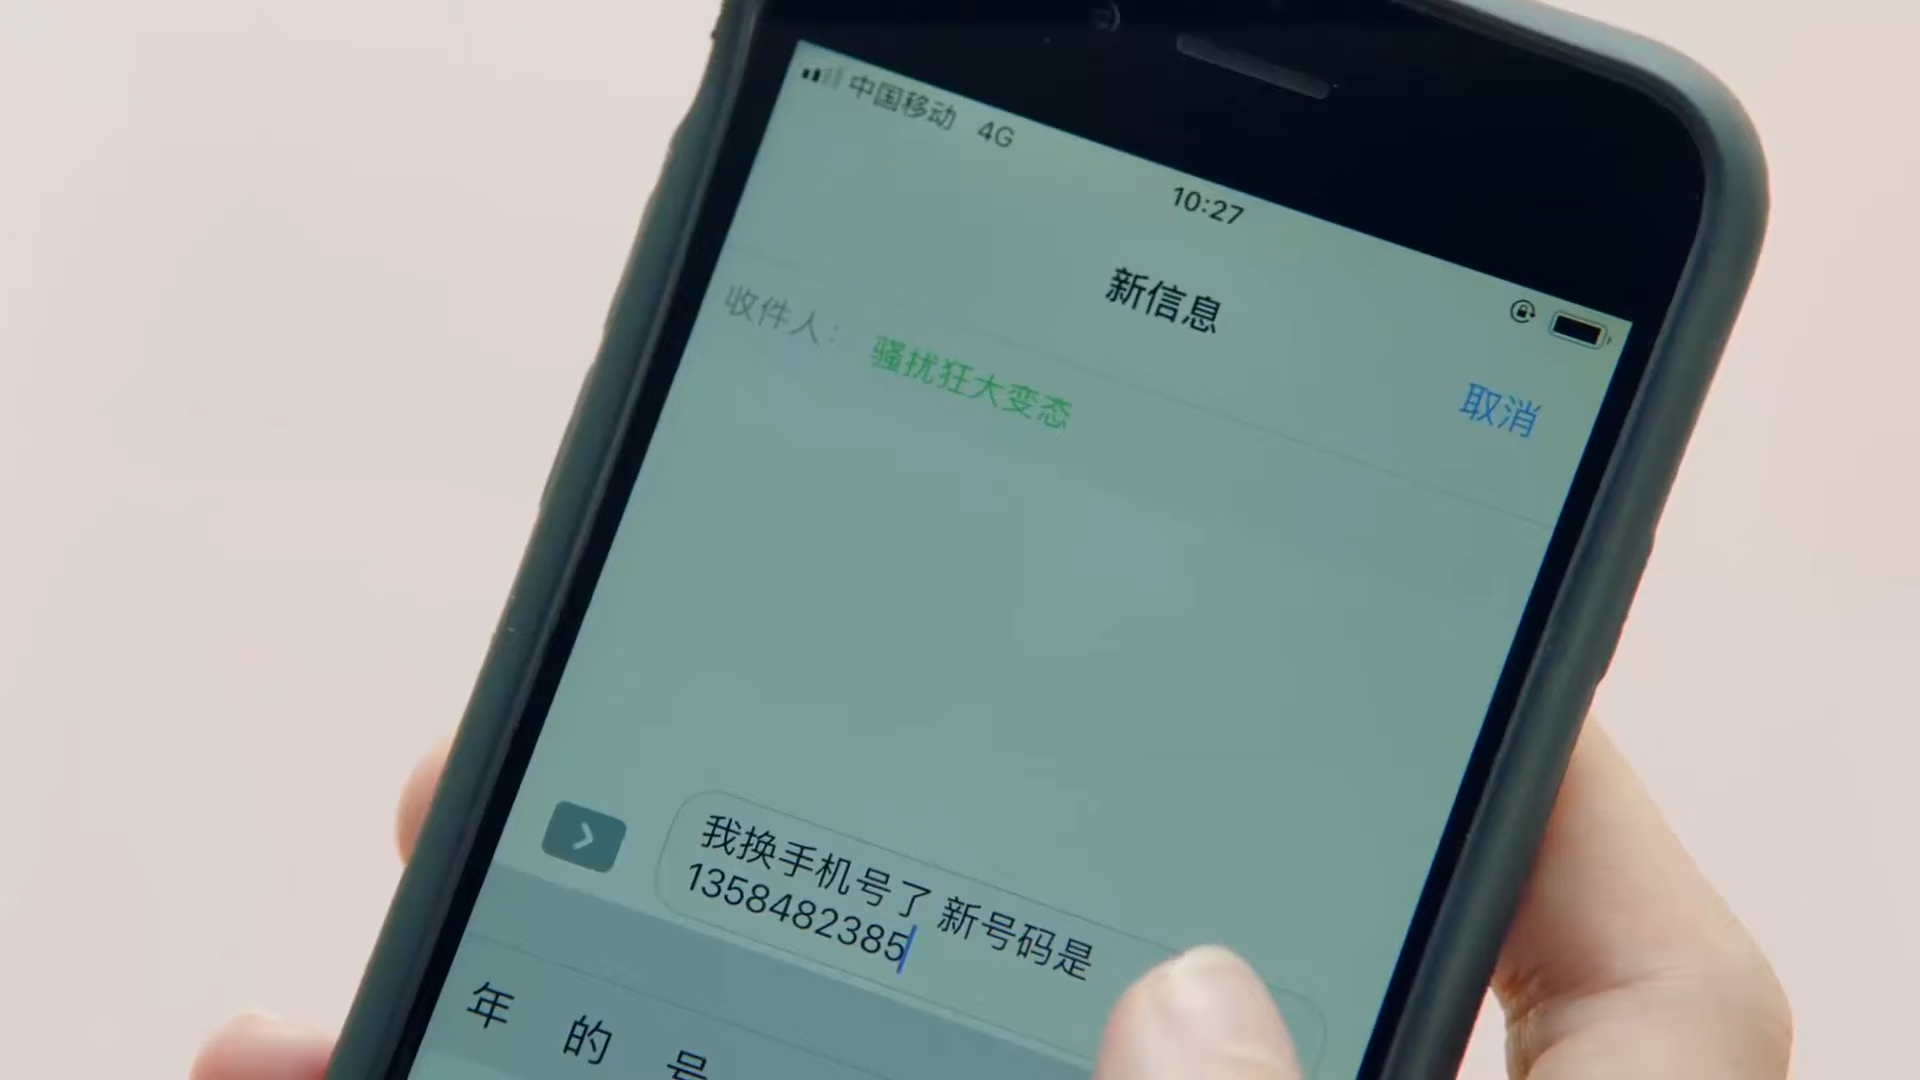 中国移动 4G
10:27
新信息
取消
收件人：
骚扰狂大变态
我换手机号了 新号码是
1358482385
年 的 号